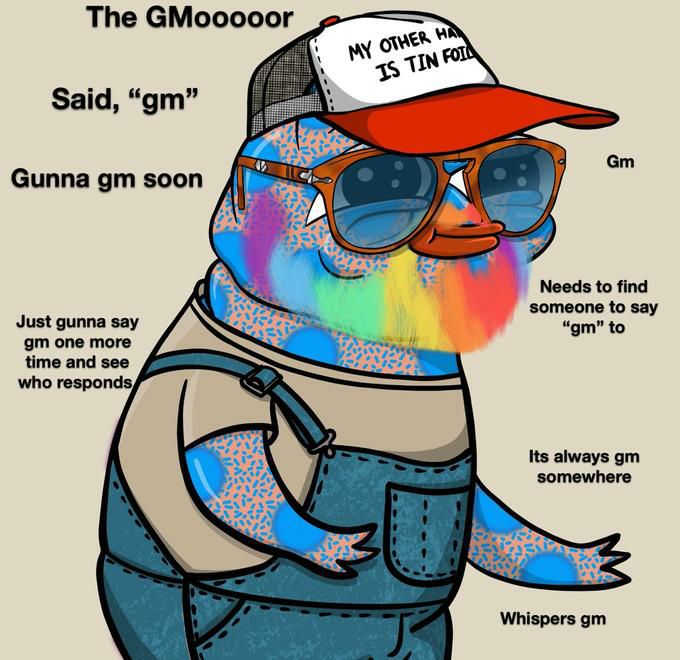 The GMooooor
MY OTHER
IS TIN FOIL
Said, “gm”
Gm
Gunna gm soon
Needs to find
someone to say
“gm” to
Just gunna say
gm one more
time and see
who responds
Its always gm
somewhere
Whispers gm